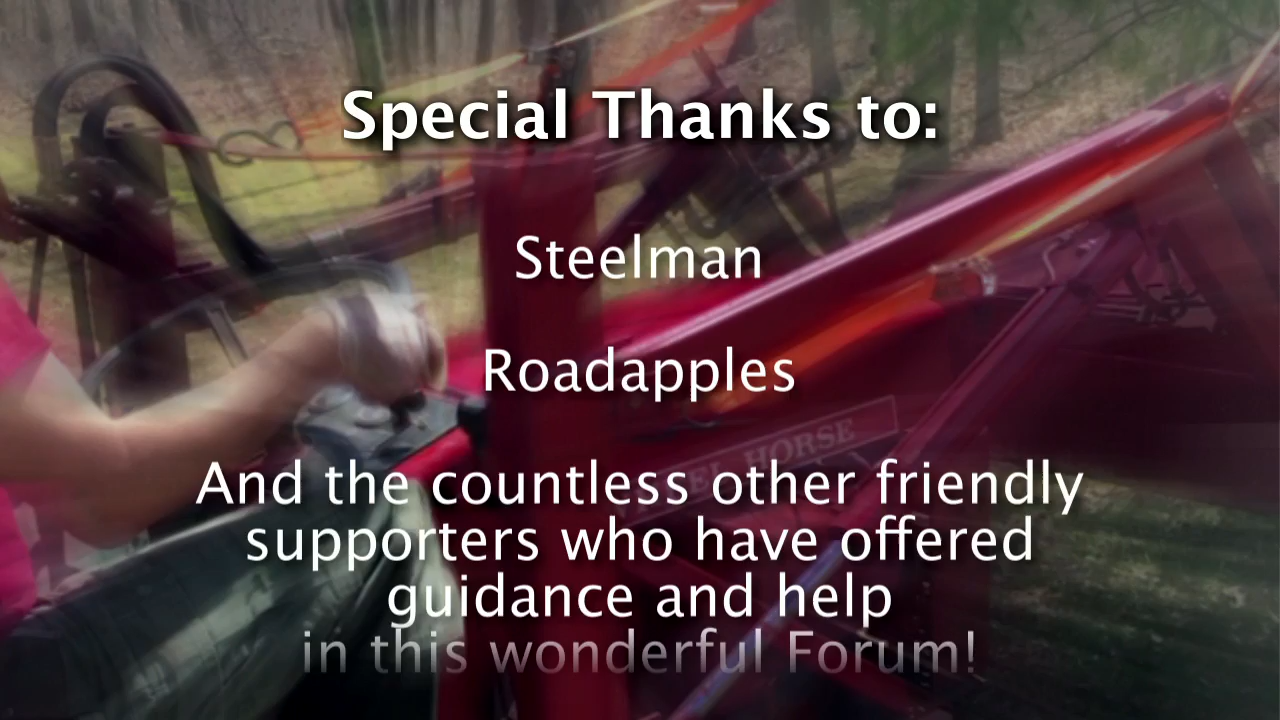 Special Thanks to:
Steelman
Roadapples
HORSE
And the countless other friendly
supporters who have offered
guidance and help
in this wonderful Forum!